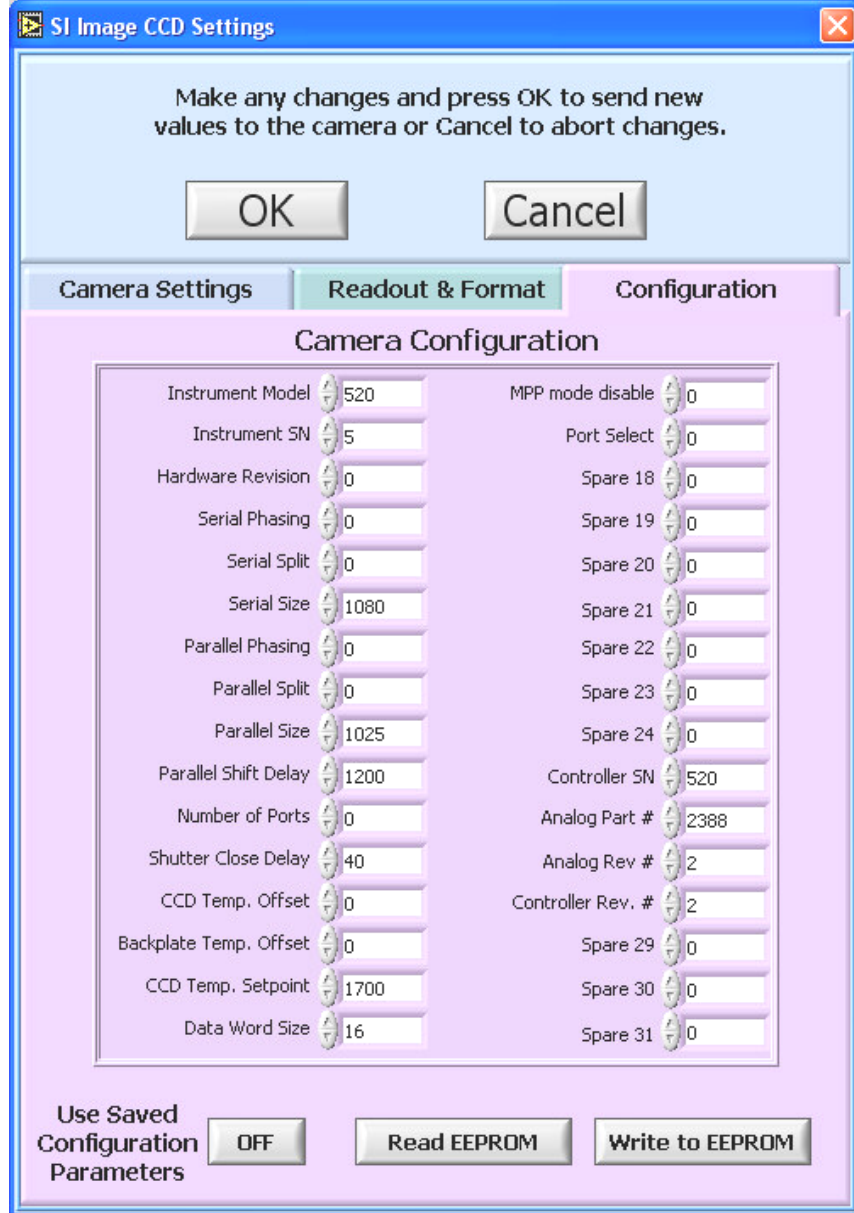 SI Image CCD Settings
Make any changes and press OK to send new
values to the camera or Cancel to abort changes.
OK Cancel
Camera Settings Readout & Format Configuration
Camera Configuration
Instrument Model 520 MPP mode disable 0
Instrument SN 5 Port Select 0
Hardware Revision 0 Spare 18 0
Serial Phasing 0 Spare 19 0
Serial Split 0 Spare 20 0
Serial Size 1080 Spare 21 0
Parallel Phasing 0 Spare 22 0
Parallel Split 0 Spare 23 0
Parallel Size 1025 Spare 24 0
Parallel Shift Delay 1200 Controller SN 520
Number of Ports 0 Analog Part # 2388
Shutter Close Delay 40 Analog Rev # 2
CCD Temp. Offset 0 Controller Rev. # 2
Backplate Temp. Offset 0 Spare 29 0
CCD Temp. Setpoint 1700 Spare 30 0
Data Word Size 16 Spare 31 0
Use Saved
Configuration OFF Read EEPROM Write to EEPROM
Parameters